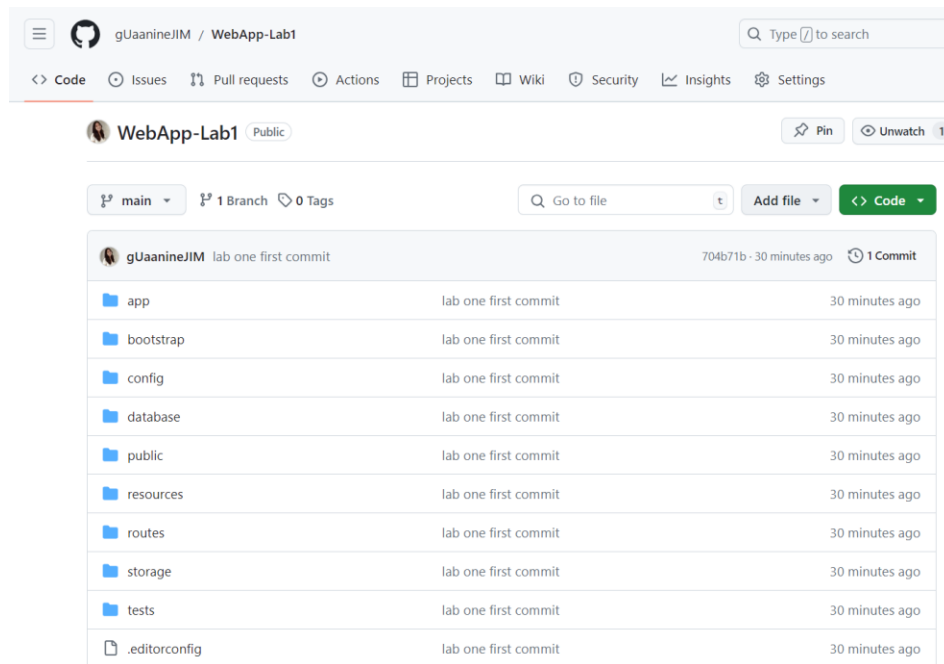 gUaanineJIM / WebApp-Lab1 Type / to search
Code Issues Pull requests Actions Projects Wiki Security Insights Settings
WebApp-Lab1 Public Pin Unwatch 1
main 1 Branch 0 Tags Go to file t Add file Code
gUaanineJIM lab one first commit 704b71b · 30 minutes ago 1 Commit
app lab one first commit 30 minutes ago
bootstrap lab one first commit 30 minutes ago
config lab one first commit 30 minutes ago
database lab one first commit 30 minutes ago
public lab one first commit 30 minutes ago
resources lab one first commit 30 minutes ago
routes lab one first commit 30 minutes ago
storage lab one first commit 30 minutes ago
tests lab one first commit 30 minutes ago
.editorconfig lab one first commit 30 minutes ago